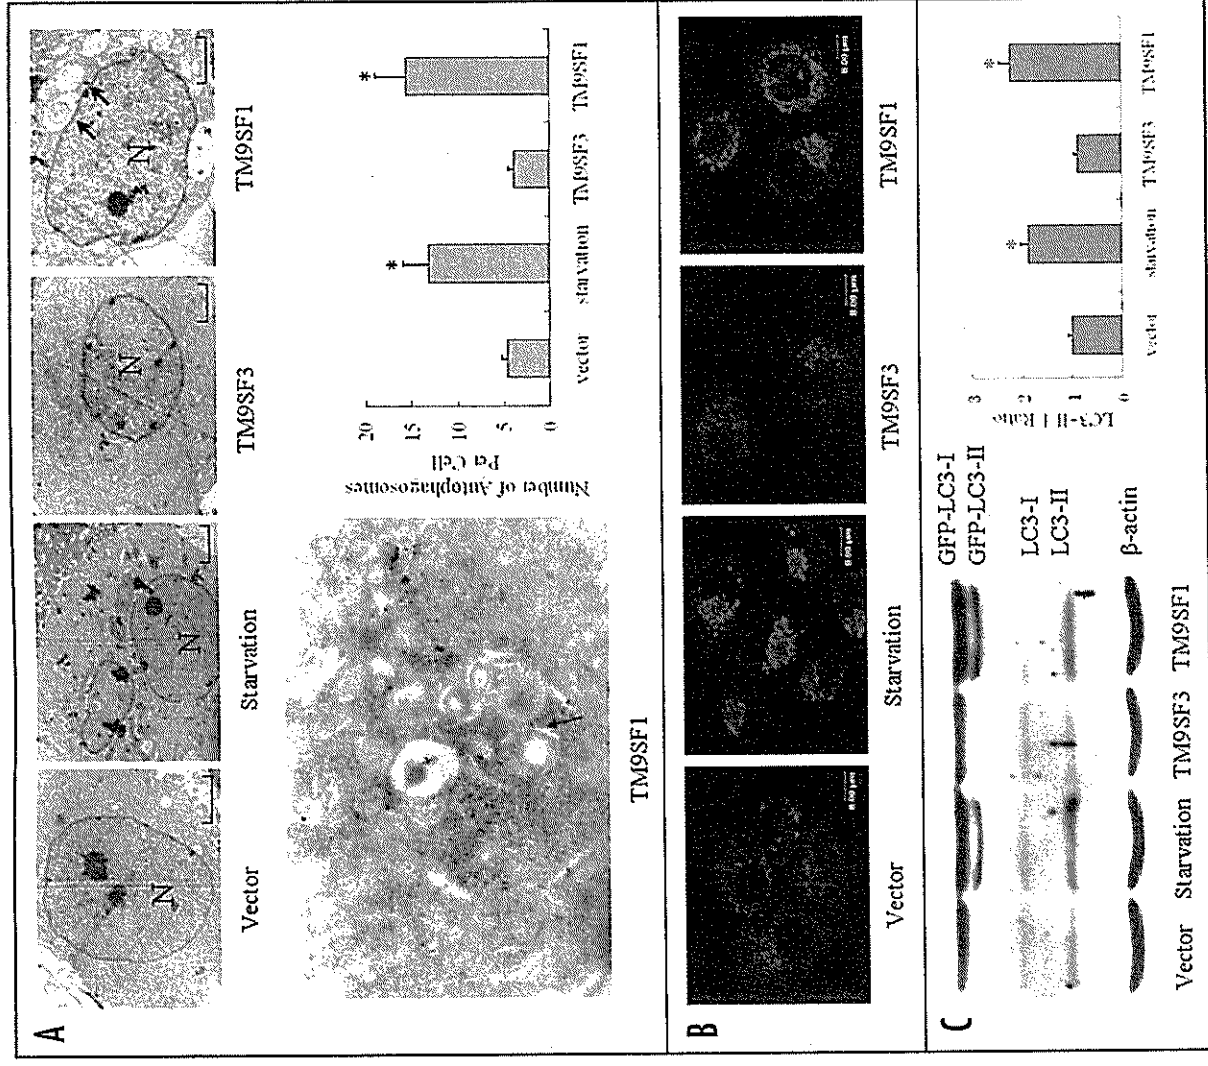 A
N
N
N
N
Vector
Starvation
TM9SF3
TM9SF1
TM9SF1
Number of Autophagosomes
Per Cell
20
15
10
5
0
*
*
vector
starvation
TM9SF3
TM9SF1
B
Vector
Starvation
TM9SF3
TM9SF1
C
GFP-LC3-I
GFP-LC3-II
LC3-I
LC3-II
β-actin
Vector
Starvation
TM9SF3
TM9SF1
LC3-II I Ratio
3
2
1
0
*
*
vector
starvation
TM9SF3
TM9SF1